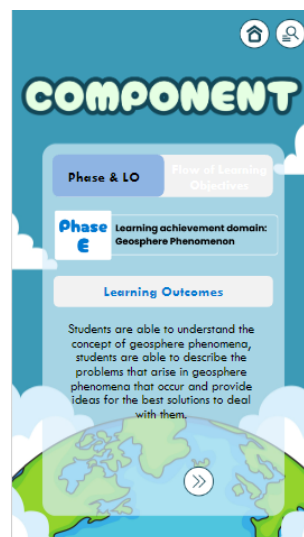 COMPONENT
Phase & LO
Flow of Learning
Objectives
Phase
E
Learning achievement domain:
Geosphere Phenomenon
Learning Outcomes
Students are able to understand the
concept of geosphere phenomena,
students are able to describe the
problems that arise in geosphere
phenomena that occur and provide
ideas for the best solutions to deal
with them.